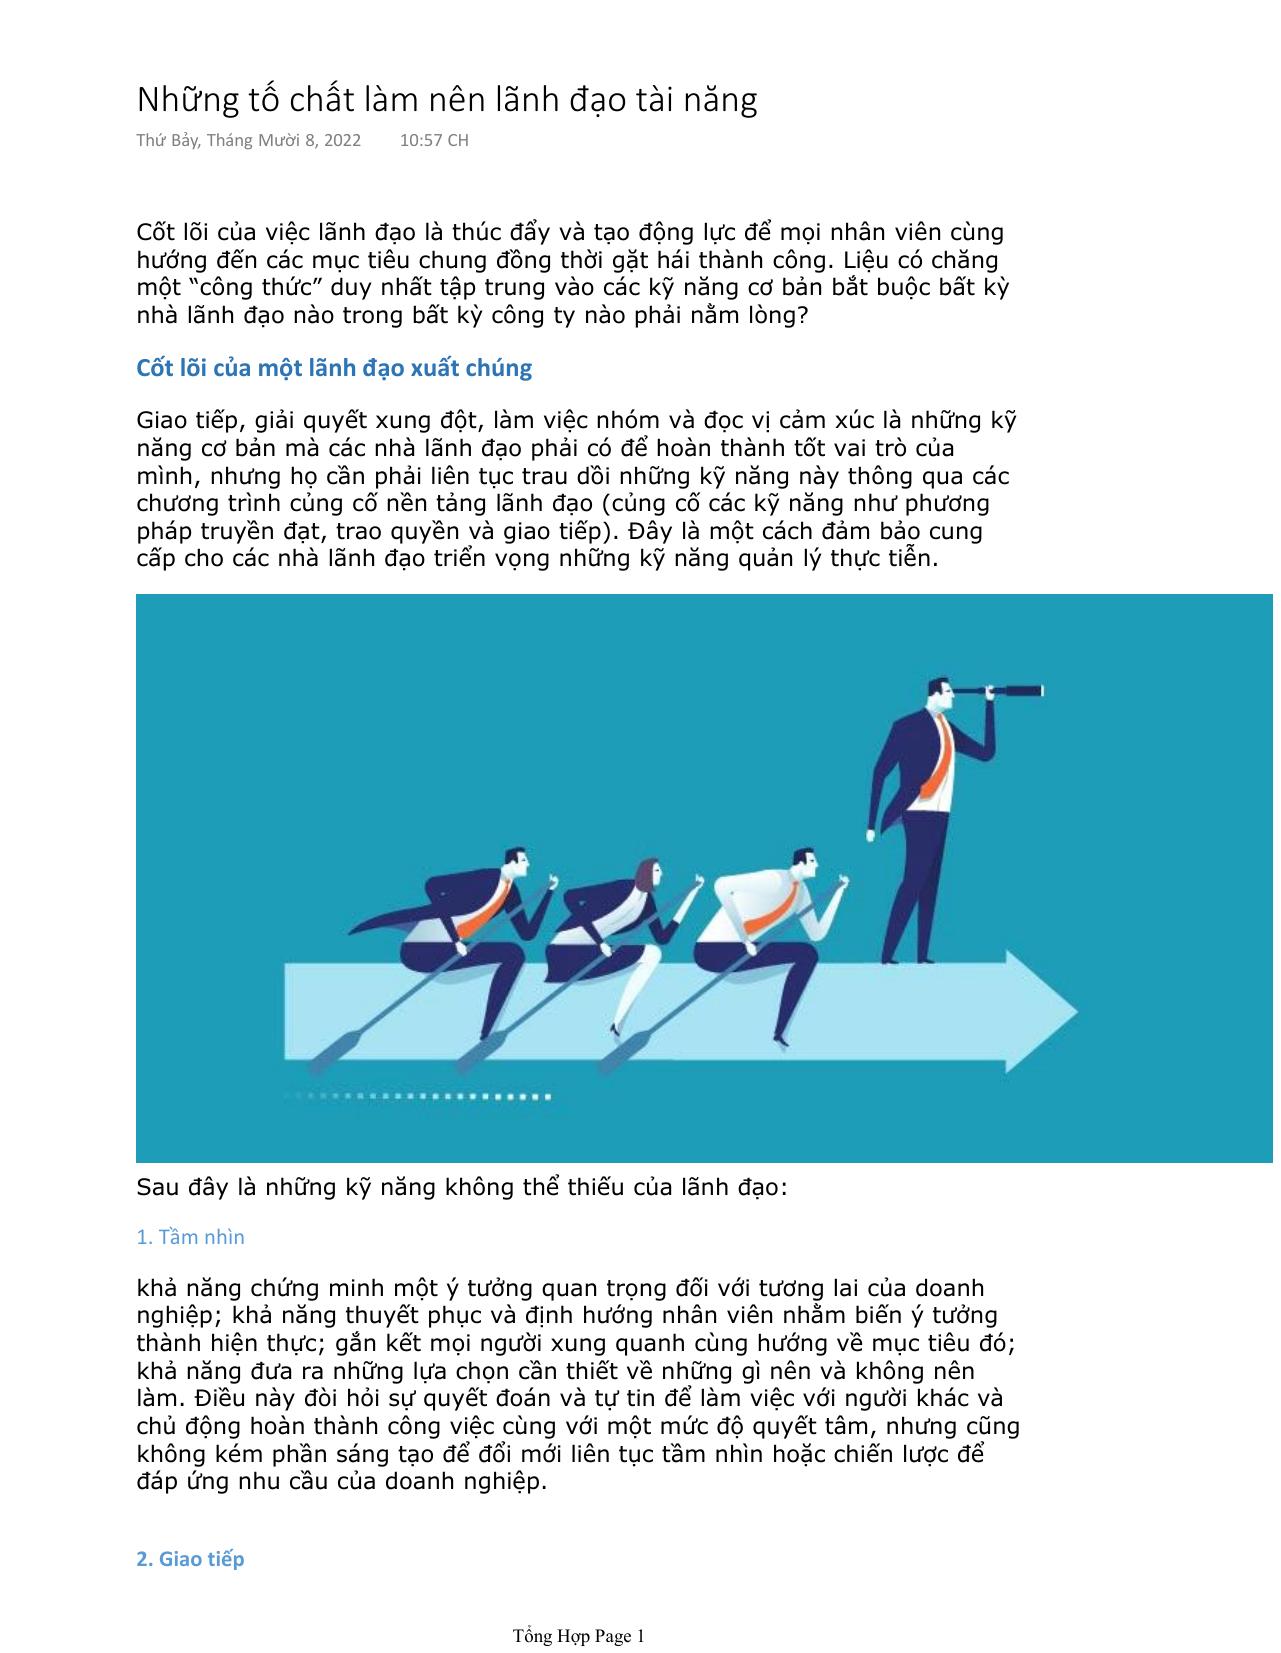 Những tố chất làm nên lãnh đạo tài năng
Thứ Bảy, Tháng Mười 8, 2022 10:57 CH
Cốt lõi của việc lãnh đạo là thúc đẩy và tạo động lực để mọi nhân viên cùng
hướng đến các mục tiêu chung đồng thời gặt hái thành công. Liệu có chăng
một “công thức” duy nhất tập trung vào các kỹ năng cơ bản bắt buộc bất kỳ
nhà lãnh đạo nào trong bất kỳ công ty nào phải nằm lòng?
Cốt lõi của một lãnh đạo xuất chúng
Giao tiếp, giải quyết xung đột, làm việc nhóm và đọc vị cảm xúc là những kỹ
năng cơ bản mà các nhà lãnh đạo phải có để hoàn thành tốt vai trò của
mình, nhưng họ cần phải liên tục trau dồi những kỹ năng này thông qua các
chương trình củng cố nền tảng lãnh đạo (củng cố các kỹ năng như phương
pháp truyền đạt, trao quyền và giao tiếp). Đây là một cách đảm bảo cung
cấp cho các nhà lãnh đạo triển vọng những kỹ năng quản lý thực tiễn.
Sau đây là những kỹ năng không thể thiếu của lãnh đạo:
1. Tầm nhìn
khả năng chứng minh một ý tưởng quan trọng đối với tương lai của doanh
nghiệp; khả năng thuyết phục và định hướng nhân viên nhằm biến ý tưởng
thành hiện thực; gắn kết mọi người xung quanh cùng hướng về mục tiêu đó;
khả năng đưa ra những lựa chọn cần thiết về những gì nên và không nên
làm. Điều này đòi hỏi sự quyết đoán và tự tin để làm việc với người khác và
chủ động hoàn thành công việc cùng với một mức độ quyết tâm, nhưng cũng
không kém phần sáng tạo để đổi mới liên tục tầm nhìn hoặc chiến lược để
đáp ứng nhu cầu của doanh nghiệp.
2. Giao tiếp
Tổng Hợp Page 1